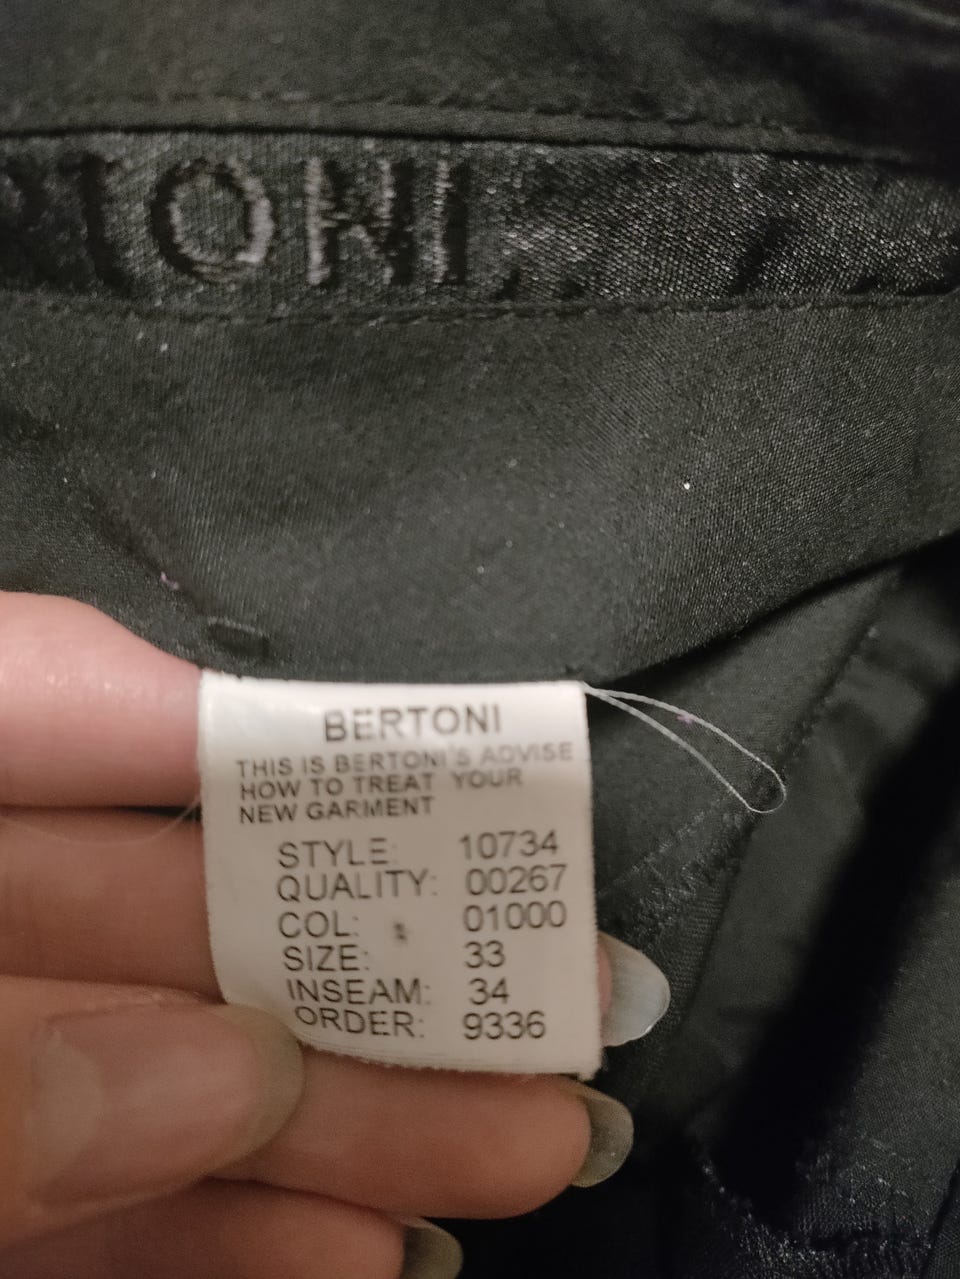 TONI
BERTONI
THIS IS BERTONI'S ADVISE
HOW TO TREAT YOUR
NEW GARMENT
STYLE: 10734
QUALITY: 00267
COL: 01000
SIZE: 33
INSEAM: 34
ORDER: 9336